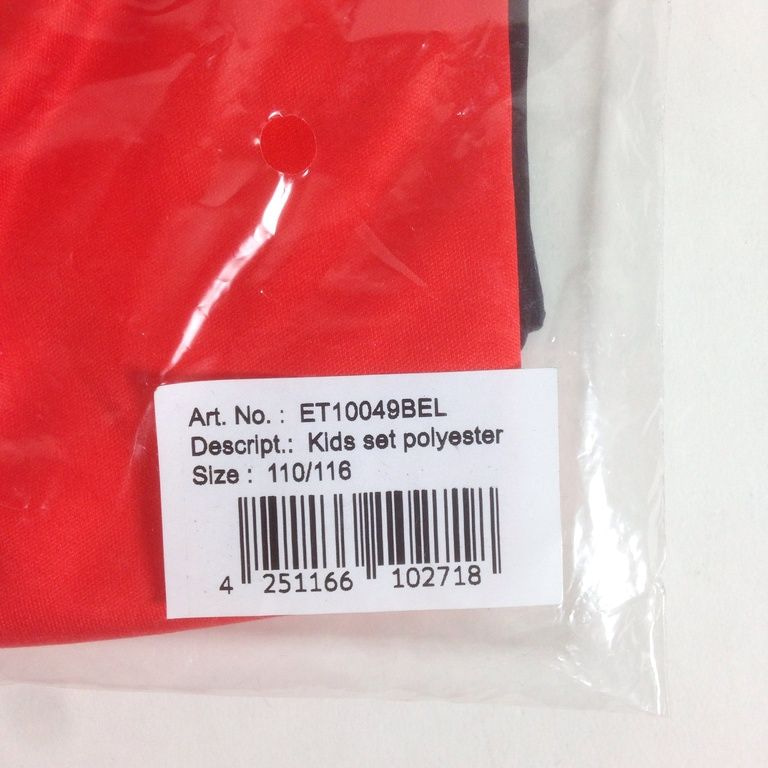 Art. No. : ET10049BEL
Descript.: Kids set polyester
Size : 110/116
4 251166 102718